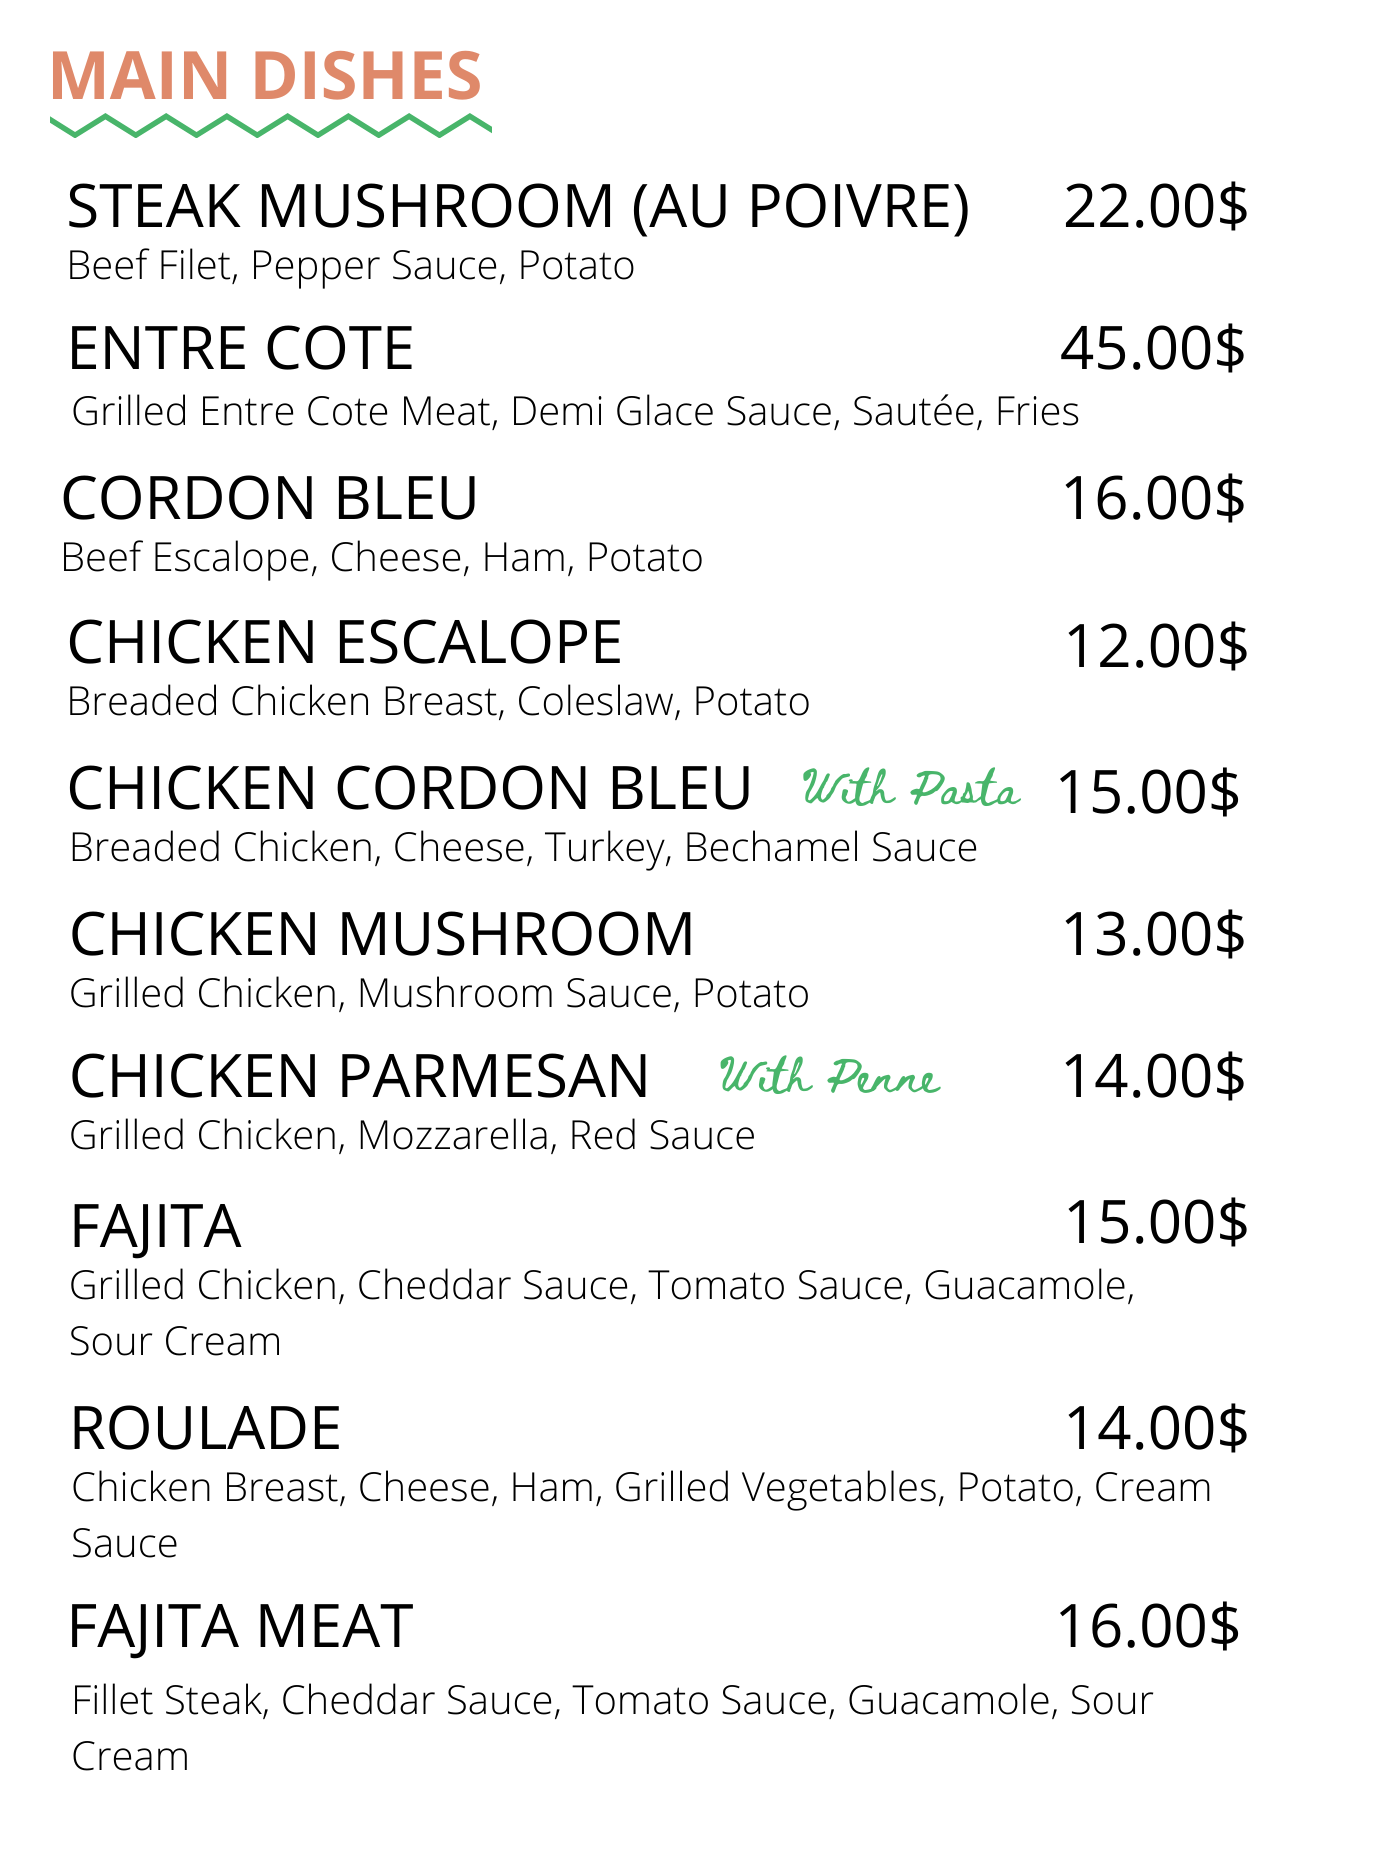 MAIN DISHES
STEAK MUSHROOM (AU POIVRE) 22.00$
Beef Filet, Pepper Sauce, Potato
ENTRE COTE 45.00$
Grilled Entre Cote Meat, Demi Glace Sauce, Sautée, Fries
CORDON BLEU 16.00$
Beef Escalope, Cheese, Ham, Potato
CHICKEN ESCALOPE 12.00$
Breaded Chicken Breast, Coleslaw, Potato
CHICKEN CORDON BLEU With Pasta 15.00$
Breaded Chicken, Cheese, Turkey, Bechamel Sauce
CHICKEN MUSHROOM 13.00$
Grilled Chicken, Mushroom Sauce, Potato
CHICKEN PARMESAN With Penne 14.00$
Grilled Chicken, Mozzarella, Red Sauce
FAJITA 15.00$
Grilled Chicken, Cheddar Sauce, Tomato Sauce, Guacamole,
Sour Cream
ROULADE 14.00$
Chicken Breast, Cheese, Ham, Grilled Vegetables, Potato, Cream
Sauce
FAJITA MEAT 16.00$
Fillet Steak, Cheddar Sauce, Tomato Sauce, Guacamole, Sour
Cream